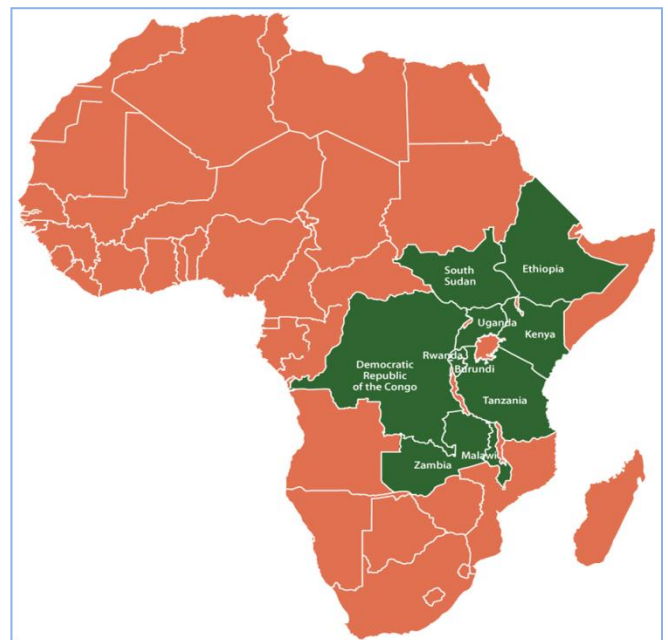 South
Sudan
Ethiopia
Uganda
Kenya
Rwanda
Burundi
Democratic
Republic
of the Congo
Tanzania
Malawi
Zambia